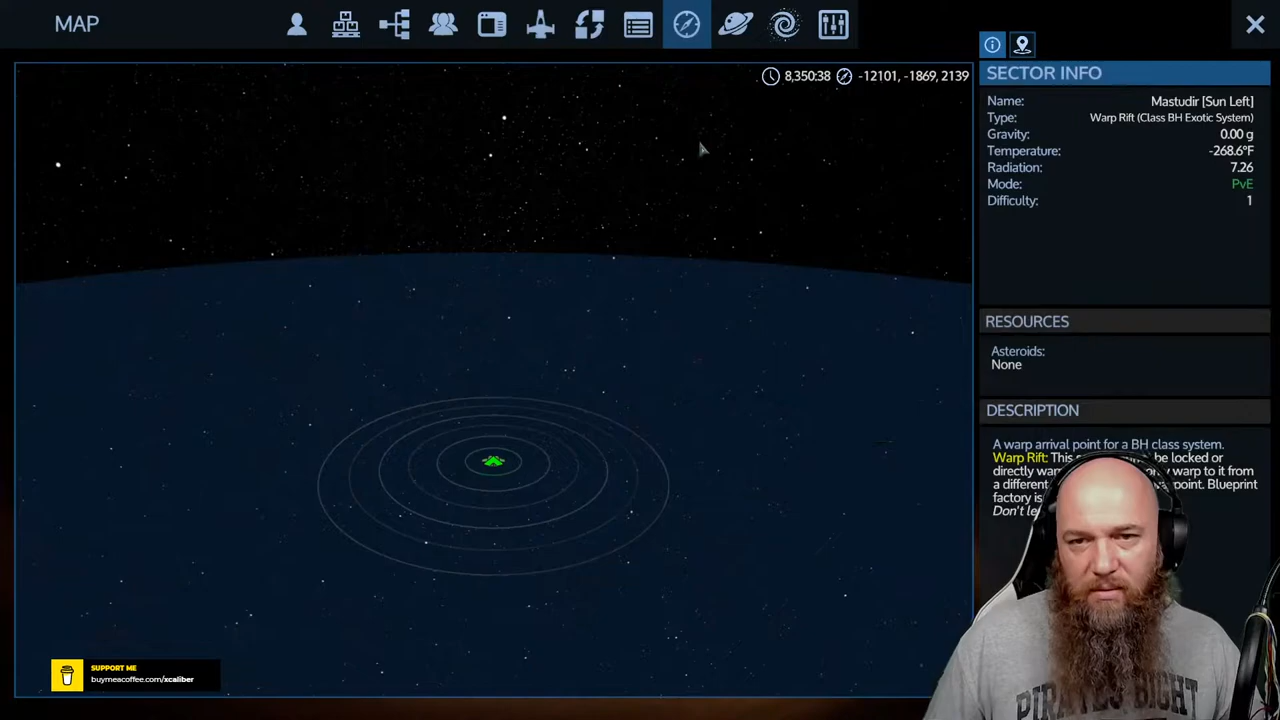 MAP
8,350:38 -12101, -1869, 2139
SECTOR INFO
Name: Mastudir [Sun Left]
Type: Warp Rift (Class BH Exotic System)
Gravity: 0.00 g
Temperature: -268.6°F
Radiation: 7.26
Mode: PvE
Difficulty: 1
RESOURCES
Asteroids:
None
DESCRIPTION
A warp arrival point for a BH class system.
Warp Rift: This be locked or
directly warp to it from
a different point. Blueprint
factory is
Don't
SUPPORT ME
buymeacoffee.com/xcaliber
PIRATES BIGHT